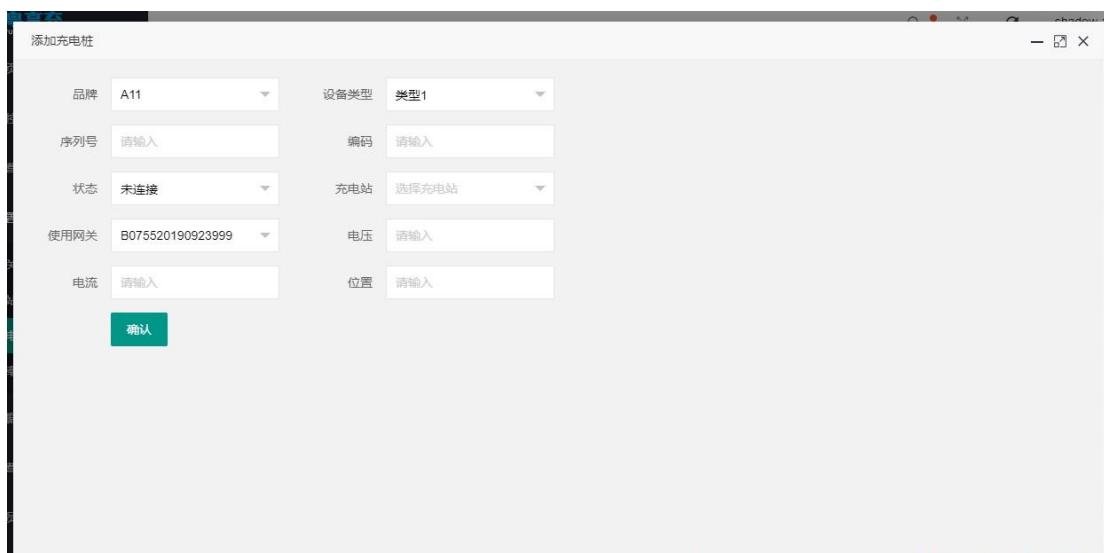 添加充电桩
品牌 A11 设备类型 类型1
序列号 请输入 编码 请输入
状态 未连接 充电站 选择充电站
使用网关 B075520190923999 电压 请输入
电流 请输入 位置 请输入
确认